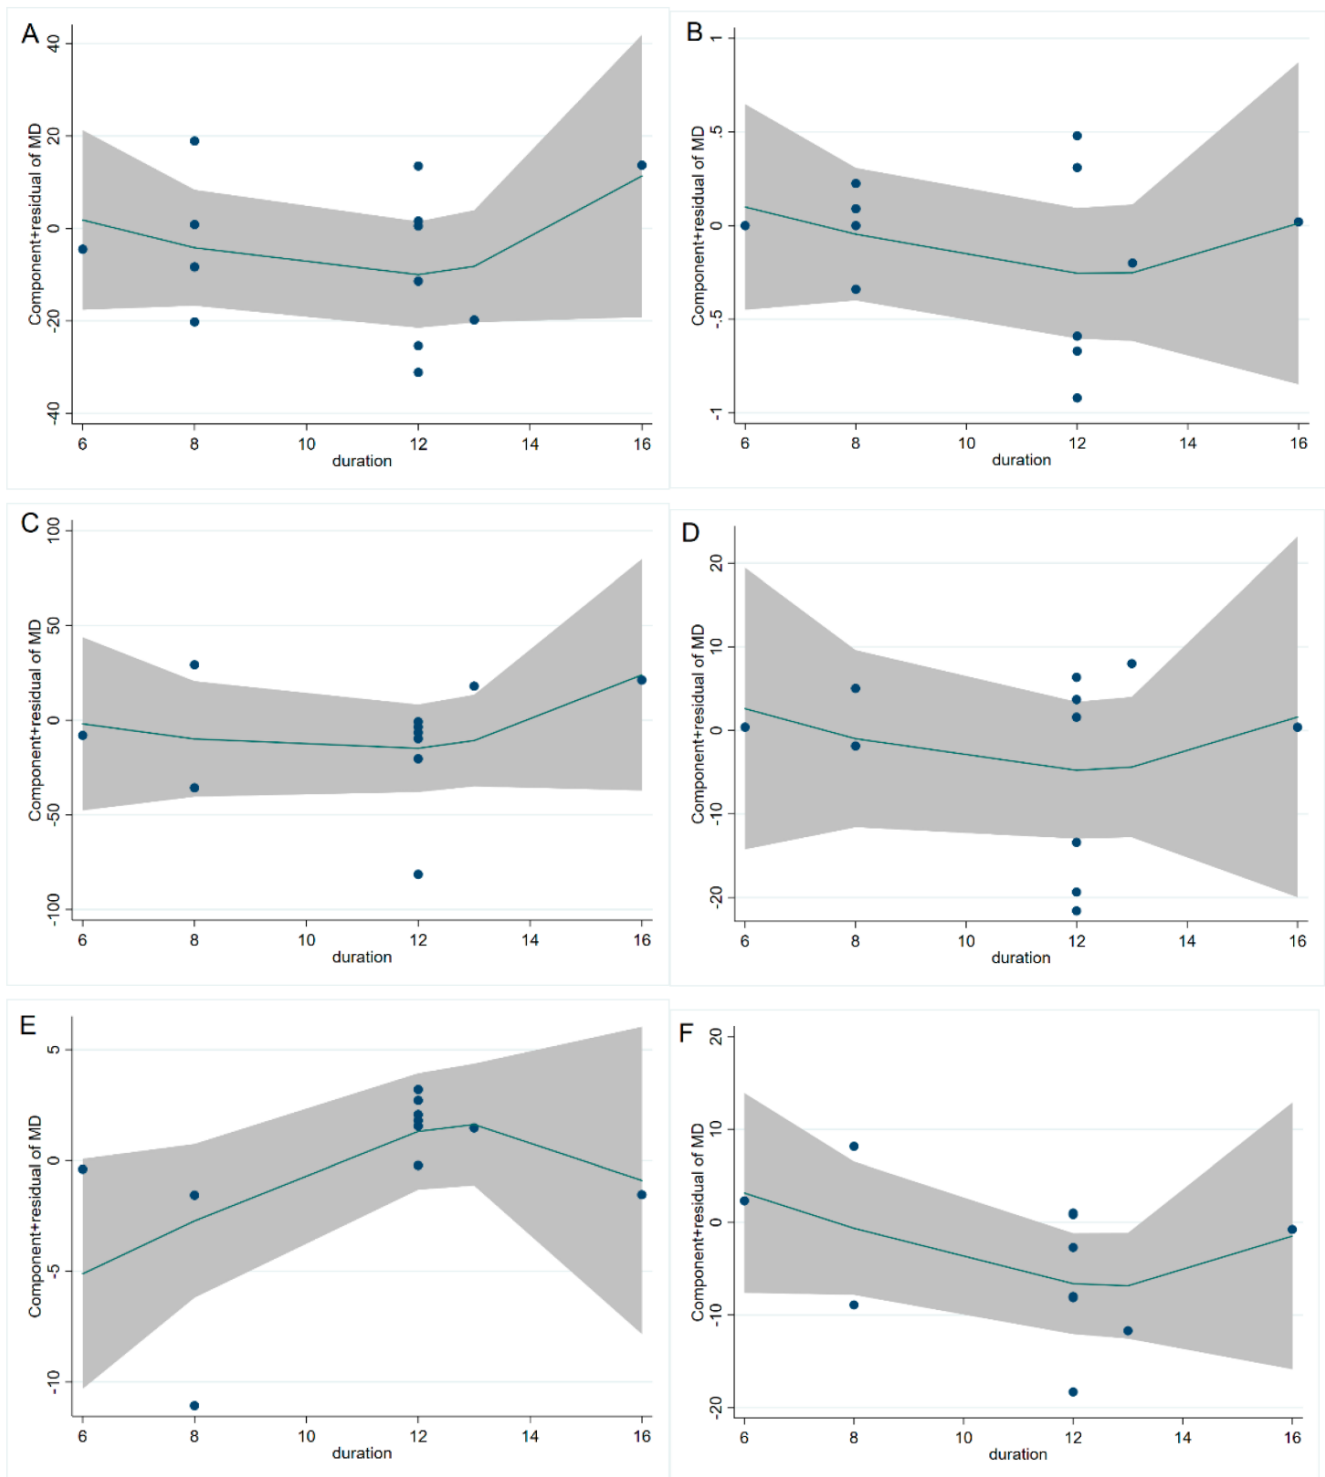 A
Component+residual of MD
40
20
0
-20
-40
6 8 10 12 14 16
duration
B
Component+residual of MD
1
.5
0
-.5
-1
6 8 10 12 14 16
duration
C
Component+residual of MD
100
50
0
-50
-100
6 8 10 12 14 16
duration
D
Component+residual of MD
20
10
0
-10
-20
6 8 10 12 14 16
duration
E
Component+residual of MD
5
0
-5
-10
6 8 10 12 14 16
duration
F
Component+residual of MD
20
10
0
-10
-20
6 8 10 12 14 16
duration